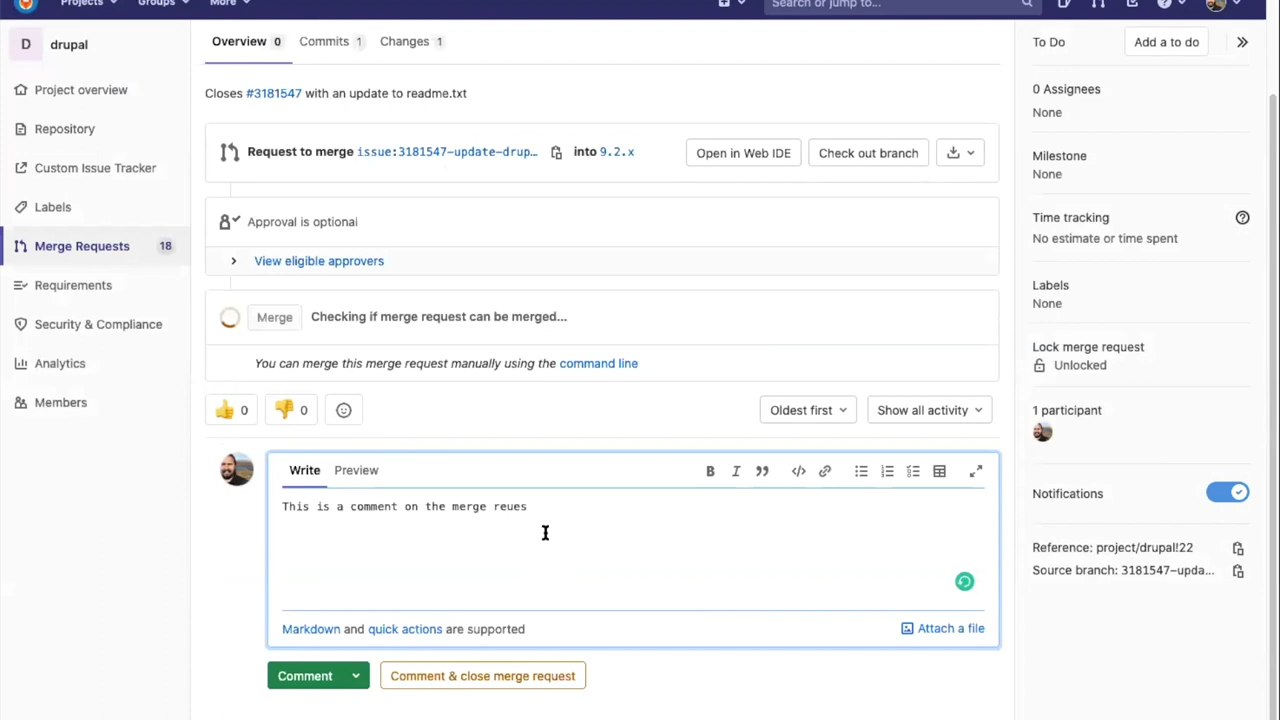 Projects Groups More Search or jump to...
D drupal
Project overview
Repository
Custom Issue Tracker
Labels
Merge Requests 18
Requirements
Security & Compliance
Analytics
Members
Overview 0 Commits 1 Changes 1
Closes #3181547 with an update to readme.txt
Request to merge issue:3181547-update-drup… into 9.2.x Open in Web IDE Check out branch
Approval is optional
View eligible approvers
Merge Checking if merge request can be merged…
You can merge this merge request manually using the command line
0 0 Oldest first Show all activity
Write Preview
This is a comment on the merge reues
Markdown and quick actions are supported Attach a file
Comment Comment & close merge request
To Do Add a to do
0 Assignees
None
Milestone
None
Time tracking
No estimate or time spent
Labels
None
Lock merge request
Unlocked
1 participant
Notifications
Reference: project/drupal!22
Source branch: 3181547-upda…